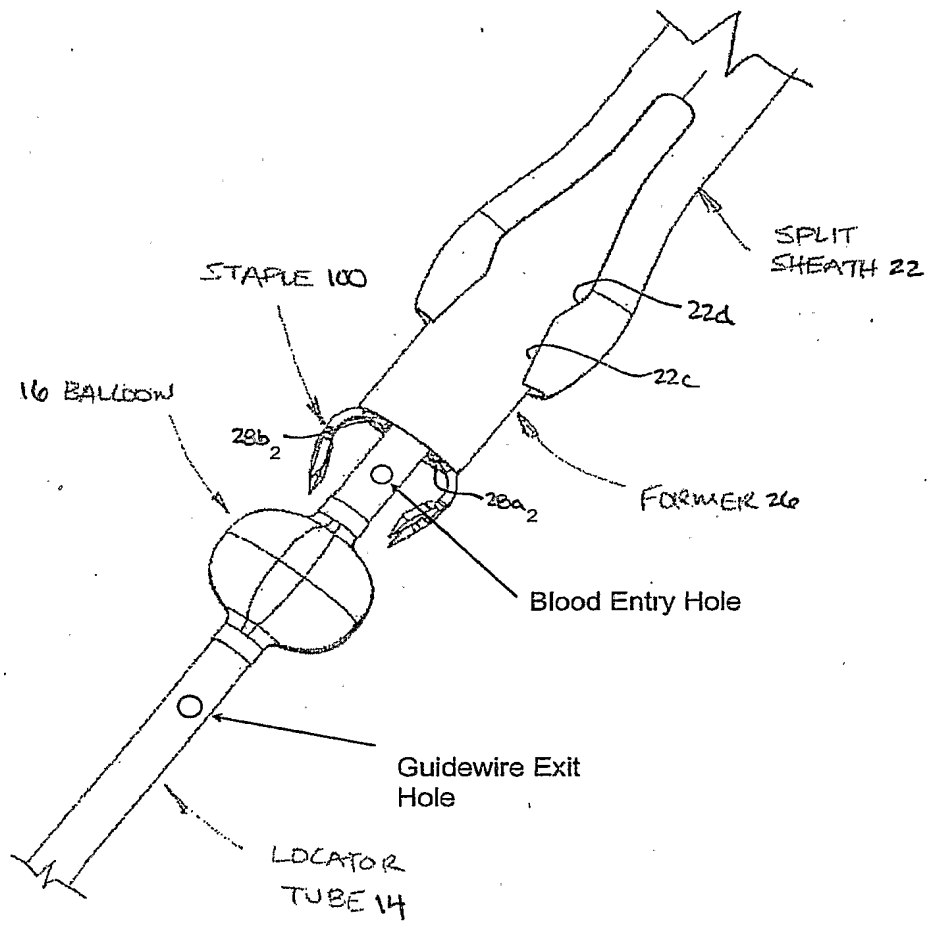 SPLIT
SHEATH 22
STAPLE 100
22d
22c
16 BALLOON
28b2
28a2
FORMER 26
Blood Entry Hole
Guidewire Exit
Hole
LOCATOR
TUBE 14